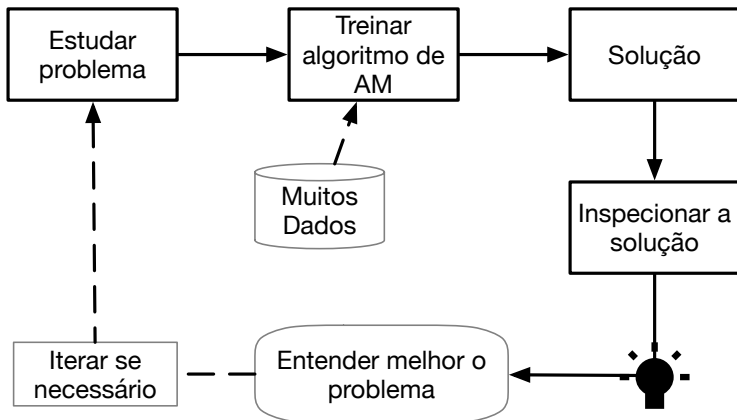 Estudar
problema
Treinar
algoritmo de
AM
Solução
Muitos
Dados
Inspecionar a
solução
Entender melhor o
problema
Iterar se
necessário